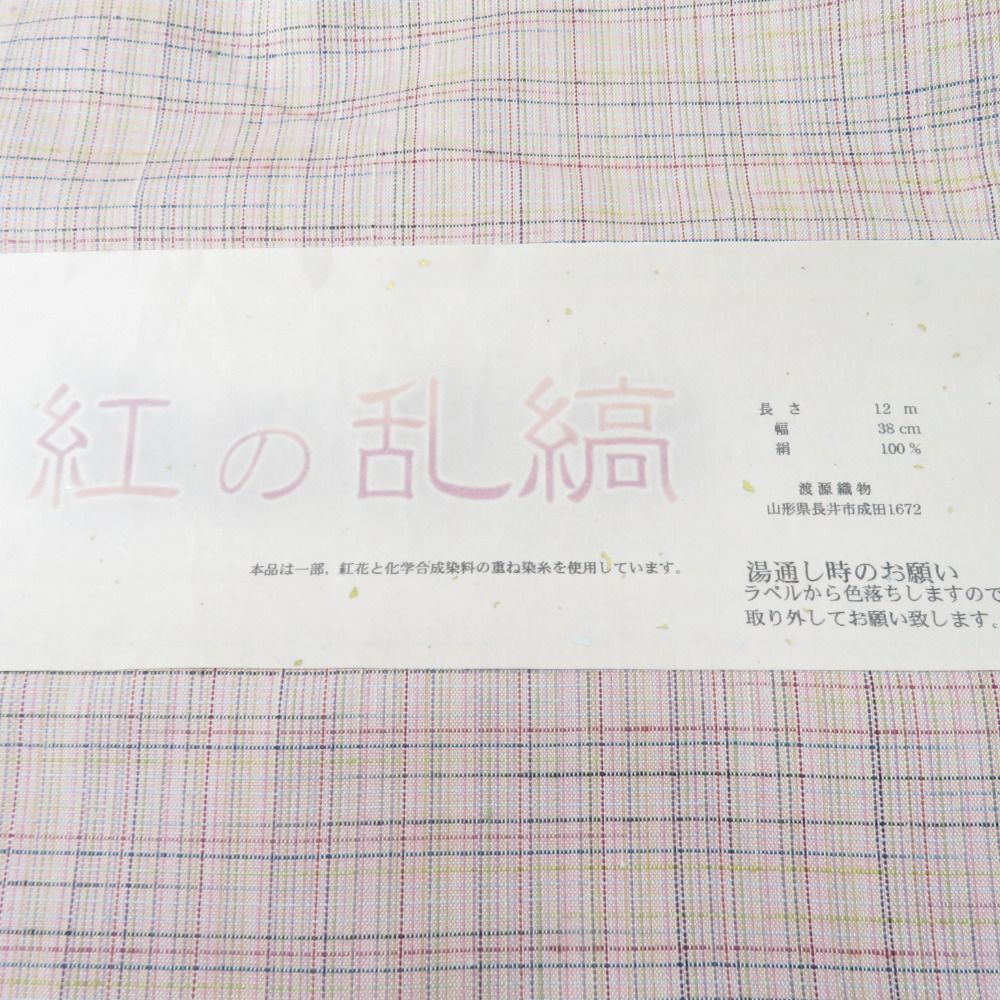 紅の乱縞
本品は一部、紅花と化学合成染料の重ね染糸を使用しています。
長さ 12 m
幅 38 cm
絹 100 %
渡源織物
山形県長井市成田1672
湯通し時のお願い
ラベルから色落ちしますので
取り外してお願い致します。